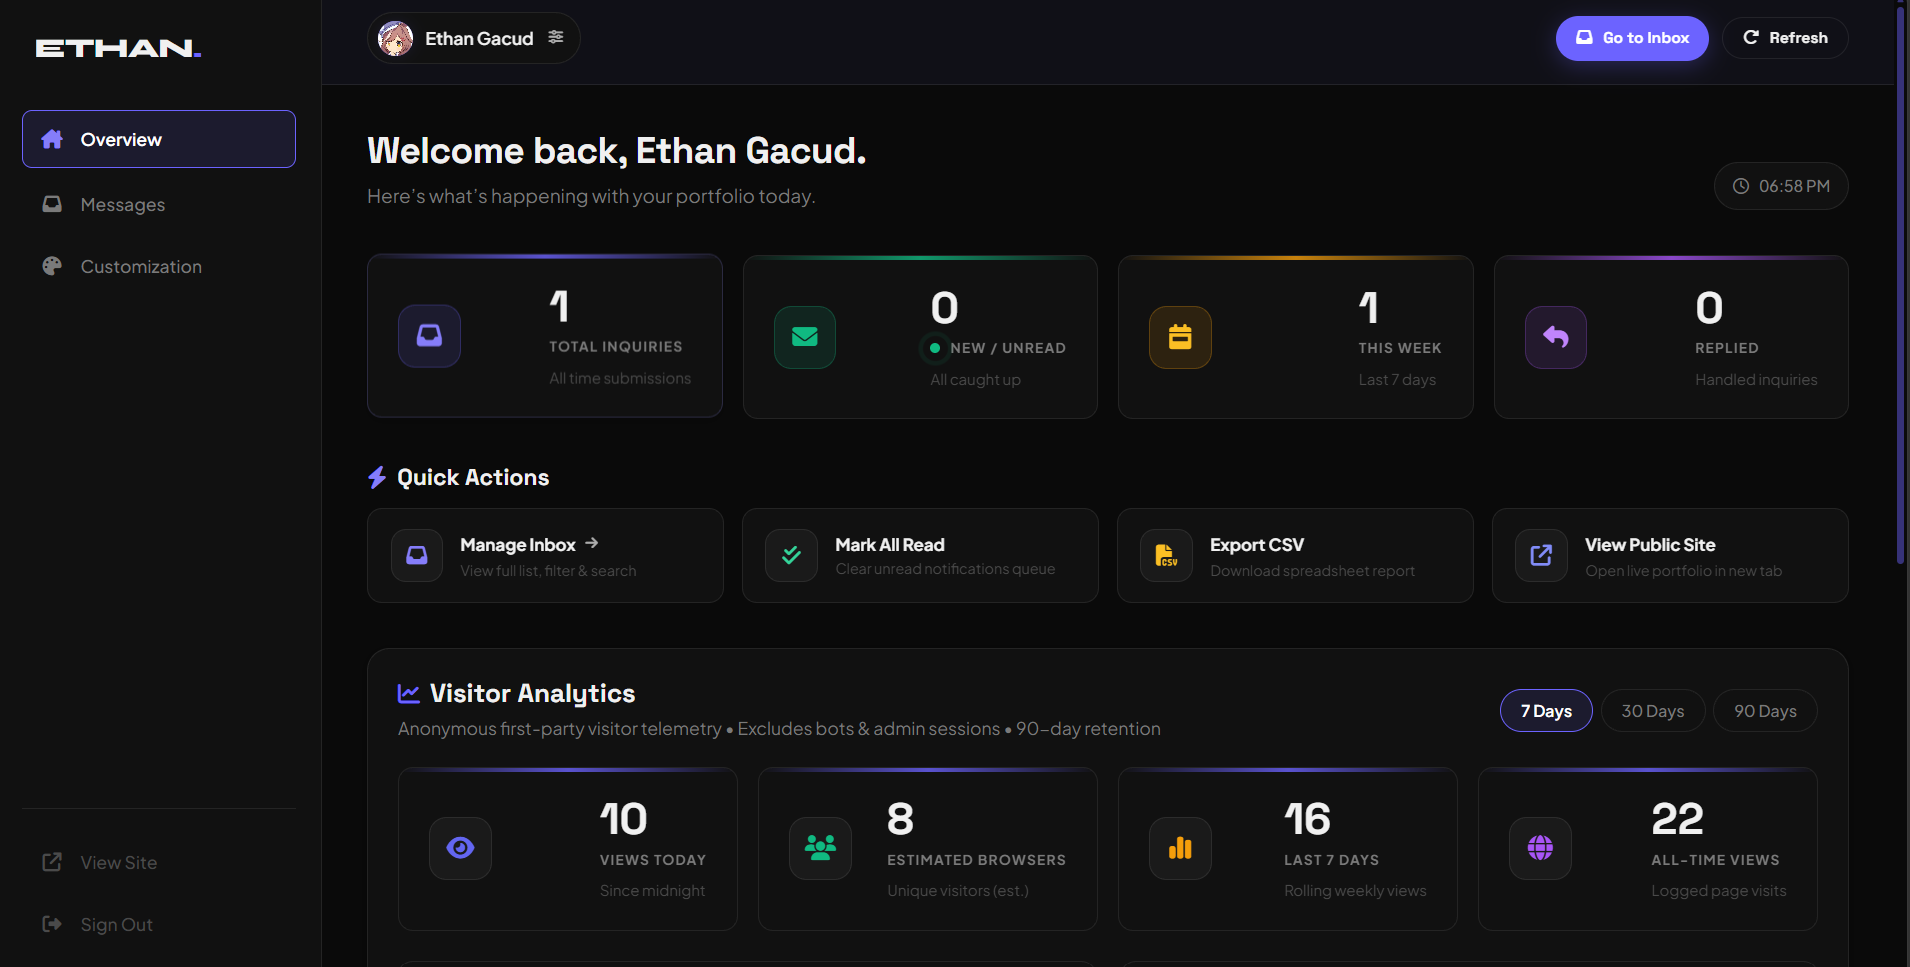 ETHAN.
Ethan Gacud
Go to Inbox
Refresh
Overview
Messages
Customization
Welcome back, Ethan Gacud.
Here's what's happening with your portfolio today.
06:58 PM
1
TOTAL INQUIRIES
All time submissions
0
NEW / UNREAD
All caught up
1
THIS WEEK
Last 7 days
0
REPLIED
Handled inquiries
Quick Actions
Manage Inbox →
View full list, filter & search
Mark All Read
Clear unread notifications queue
Export CSV
Download spreadsheet report
View Public Site
Open live portfolio in new tab
Visitor Analytics
Anonymous first-party visitor telemetry • Excludes bots & admin sessions • 90-day retention
7 Days
30 Days
90 Days
10
VIEWS TODAY
Since midnight
8
ESTIMATED BROWSERS
Unique visitors (est.)
16
LAST 7 DAYS
Rolling weekly views
22
ALL-TIME VIEWS
Logged page visits
View Site
Sign Out